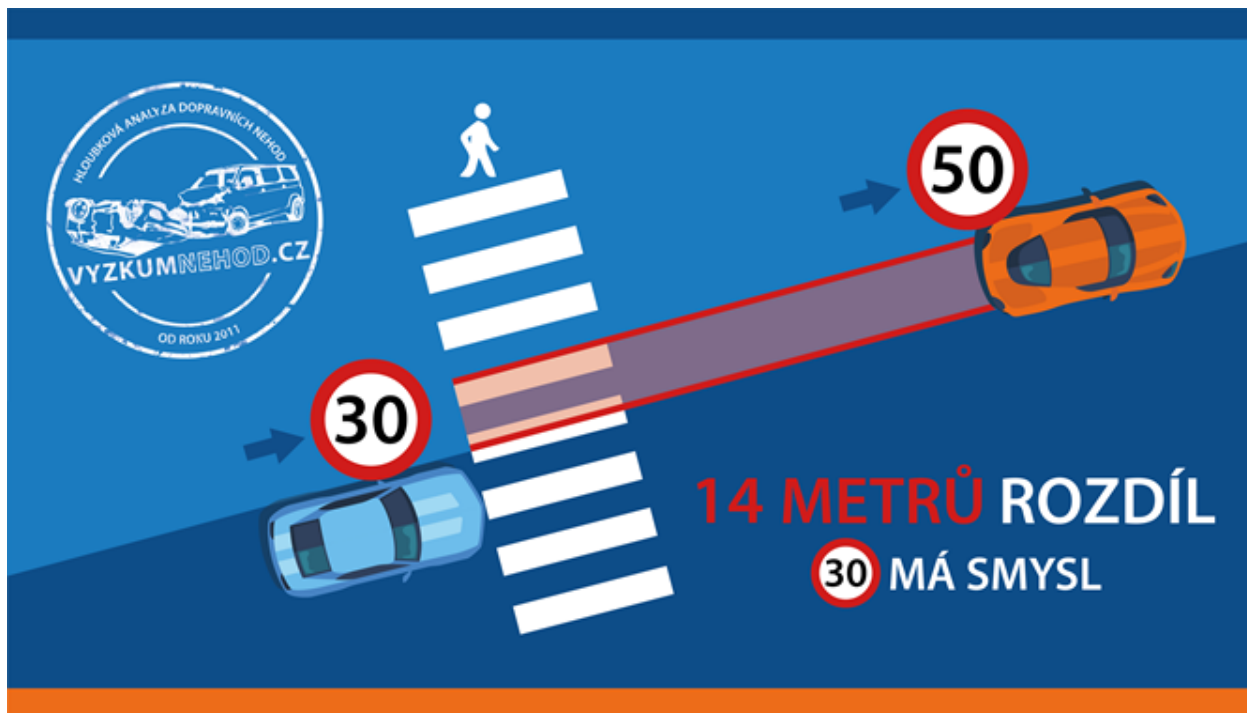 HLOUBKOVÁ ANALÝZA DOPRAVNÍCH NEHOD
VYZKUMNEHOD.CZ
OD ROKU 2011
50
30
14 METRŮ ROZDÍL
30 MÁ SMYSL